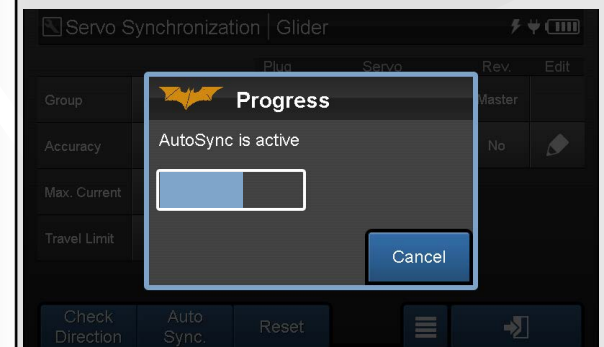 Servo Synchronization | Glider
Plug Servo Rev. Edit
Group Master
Progress
Accuracy No
AutoSync is active
Max. Current
Travel Limit
Cancel
Check Direction
Auto Sync.
Reset